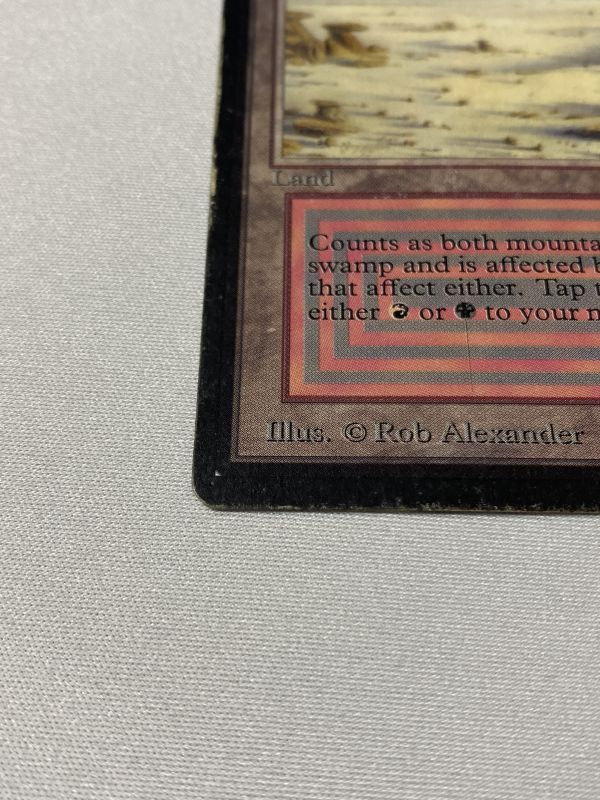 Land
Counts as both mounta
swamp and is affected b
that affect either. Tap t
either or to your m
Illus. © Rob Alexander